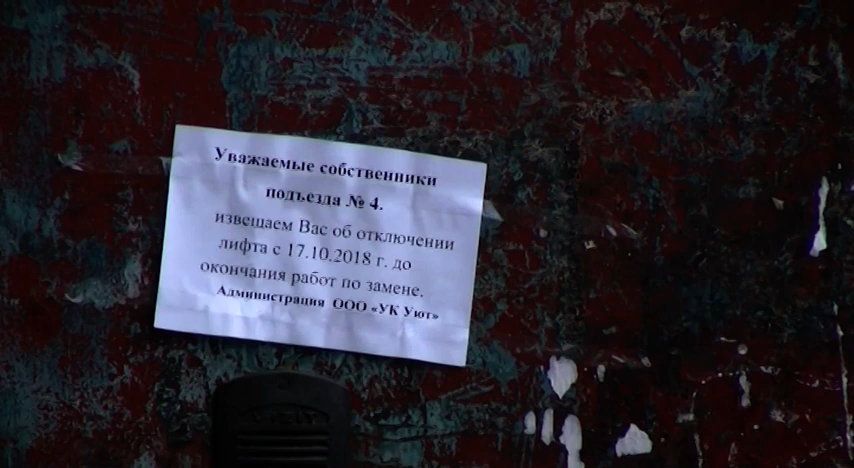 Уважаемые собственники
подъезда № 4.
извещаем Вас об отключении
лифта с 17.10.2018 г. до
окончания работ по замене.
Администрация ООО «УК Уют»